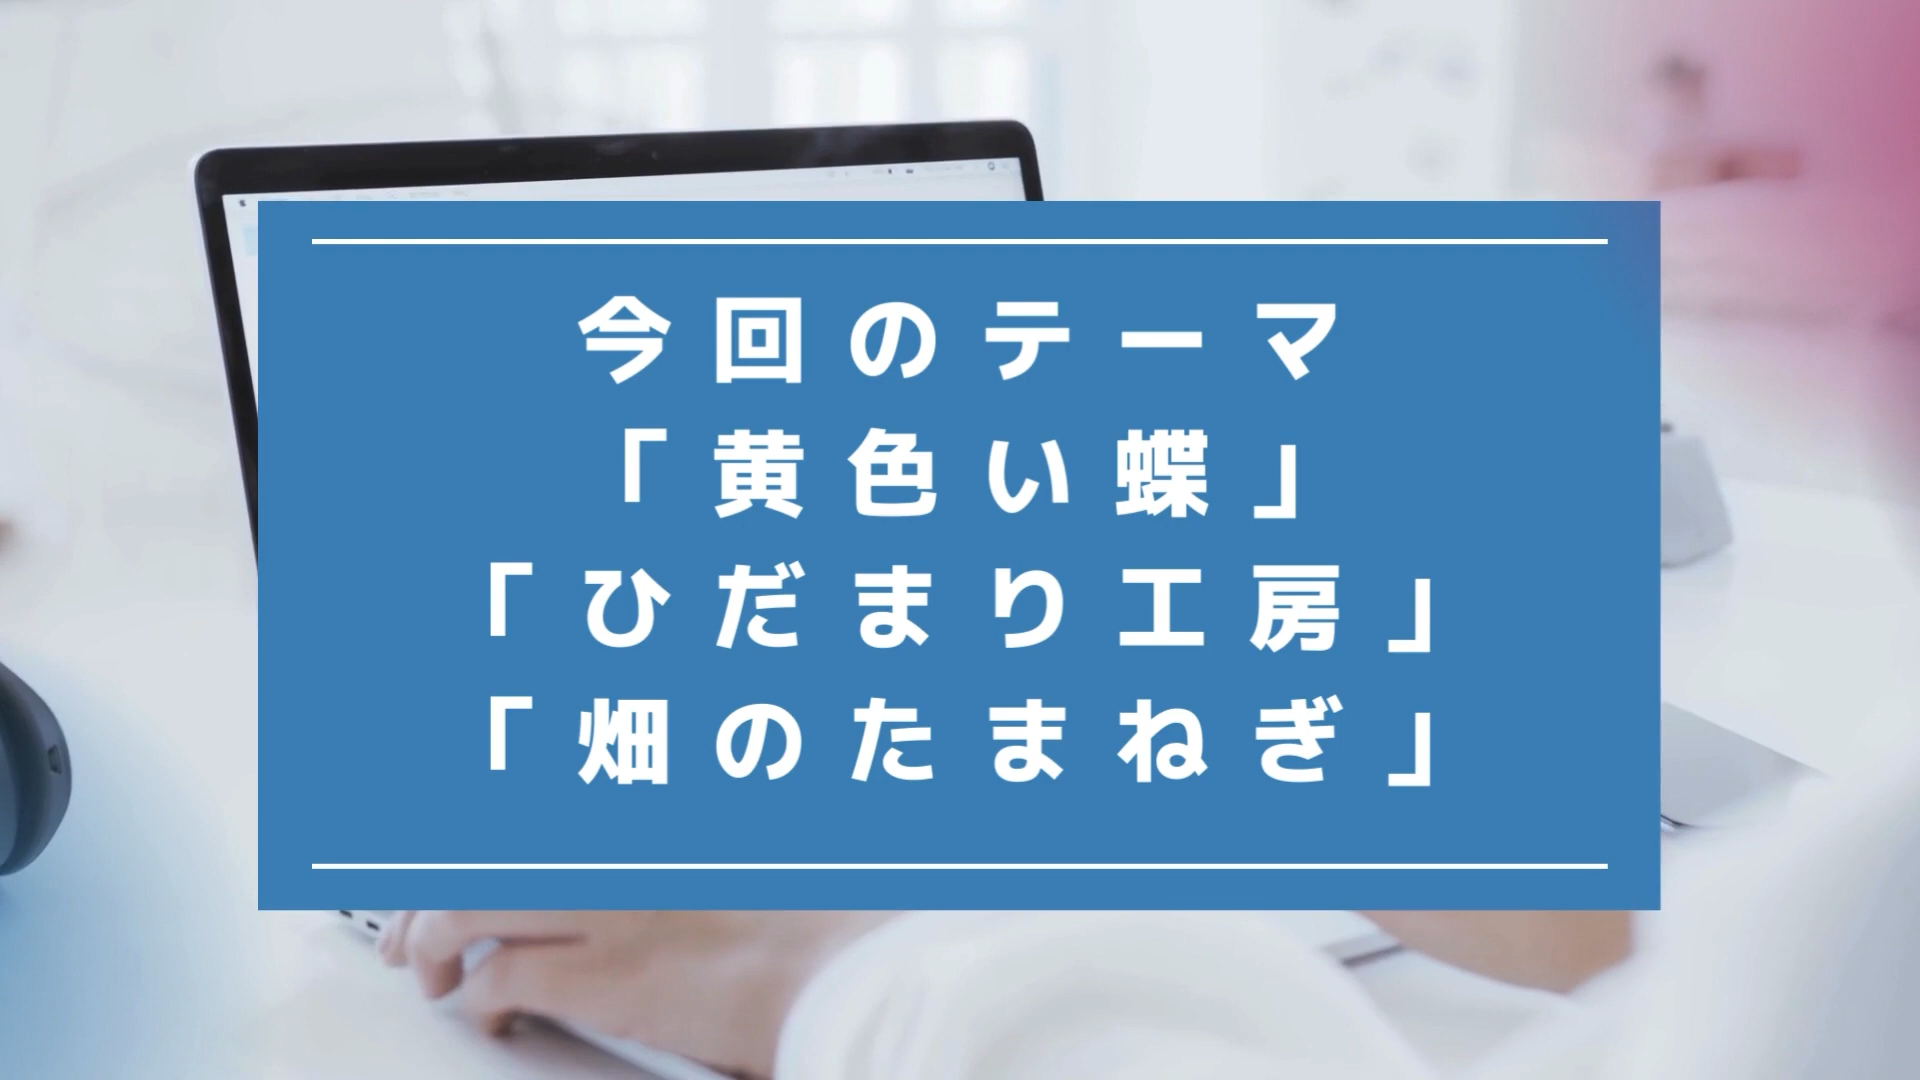 今回のテーマ
「黄色い蝶」
「ひだまり工房」
「畑のたまねぎ」